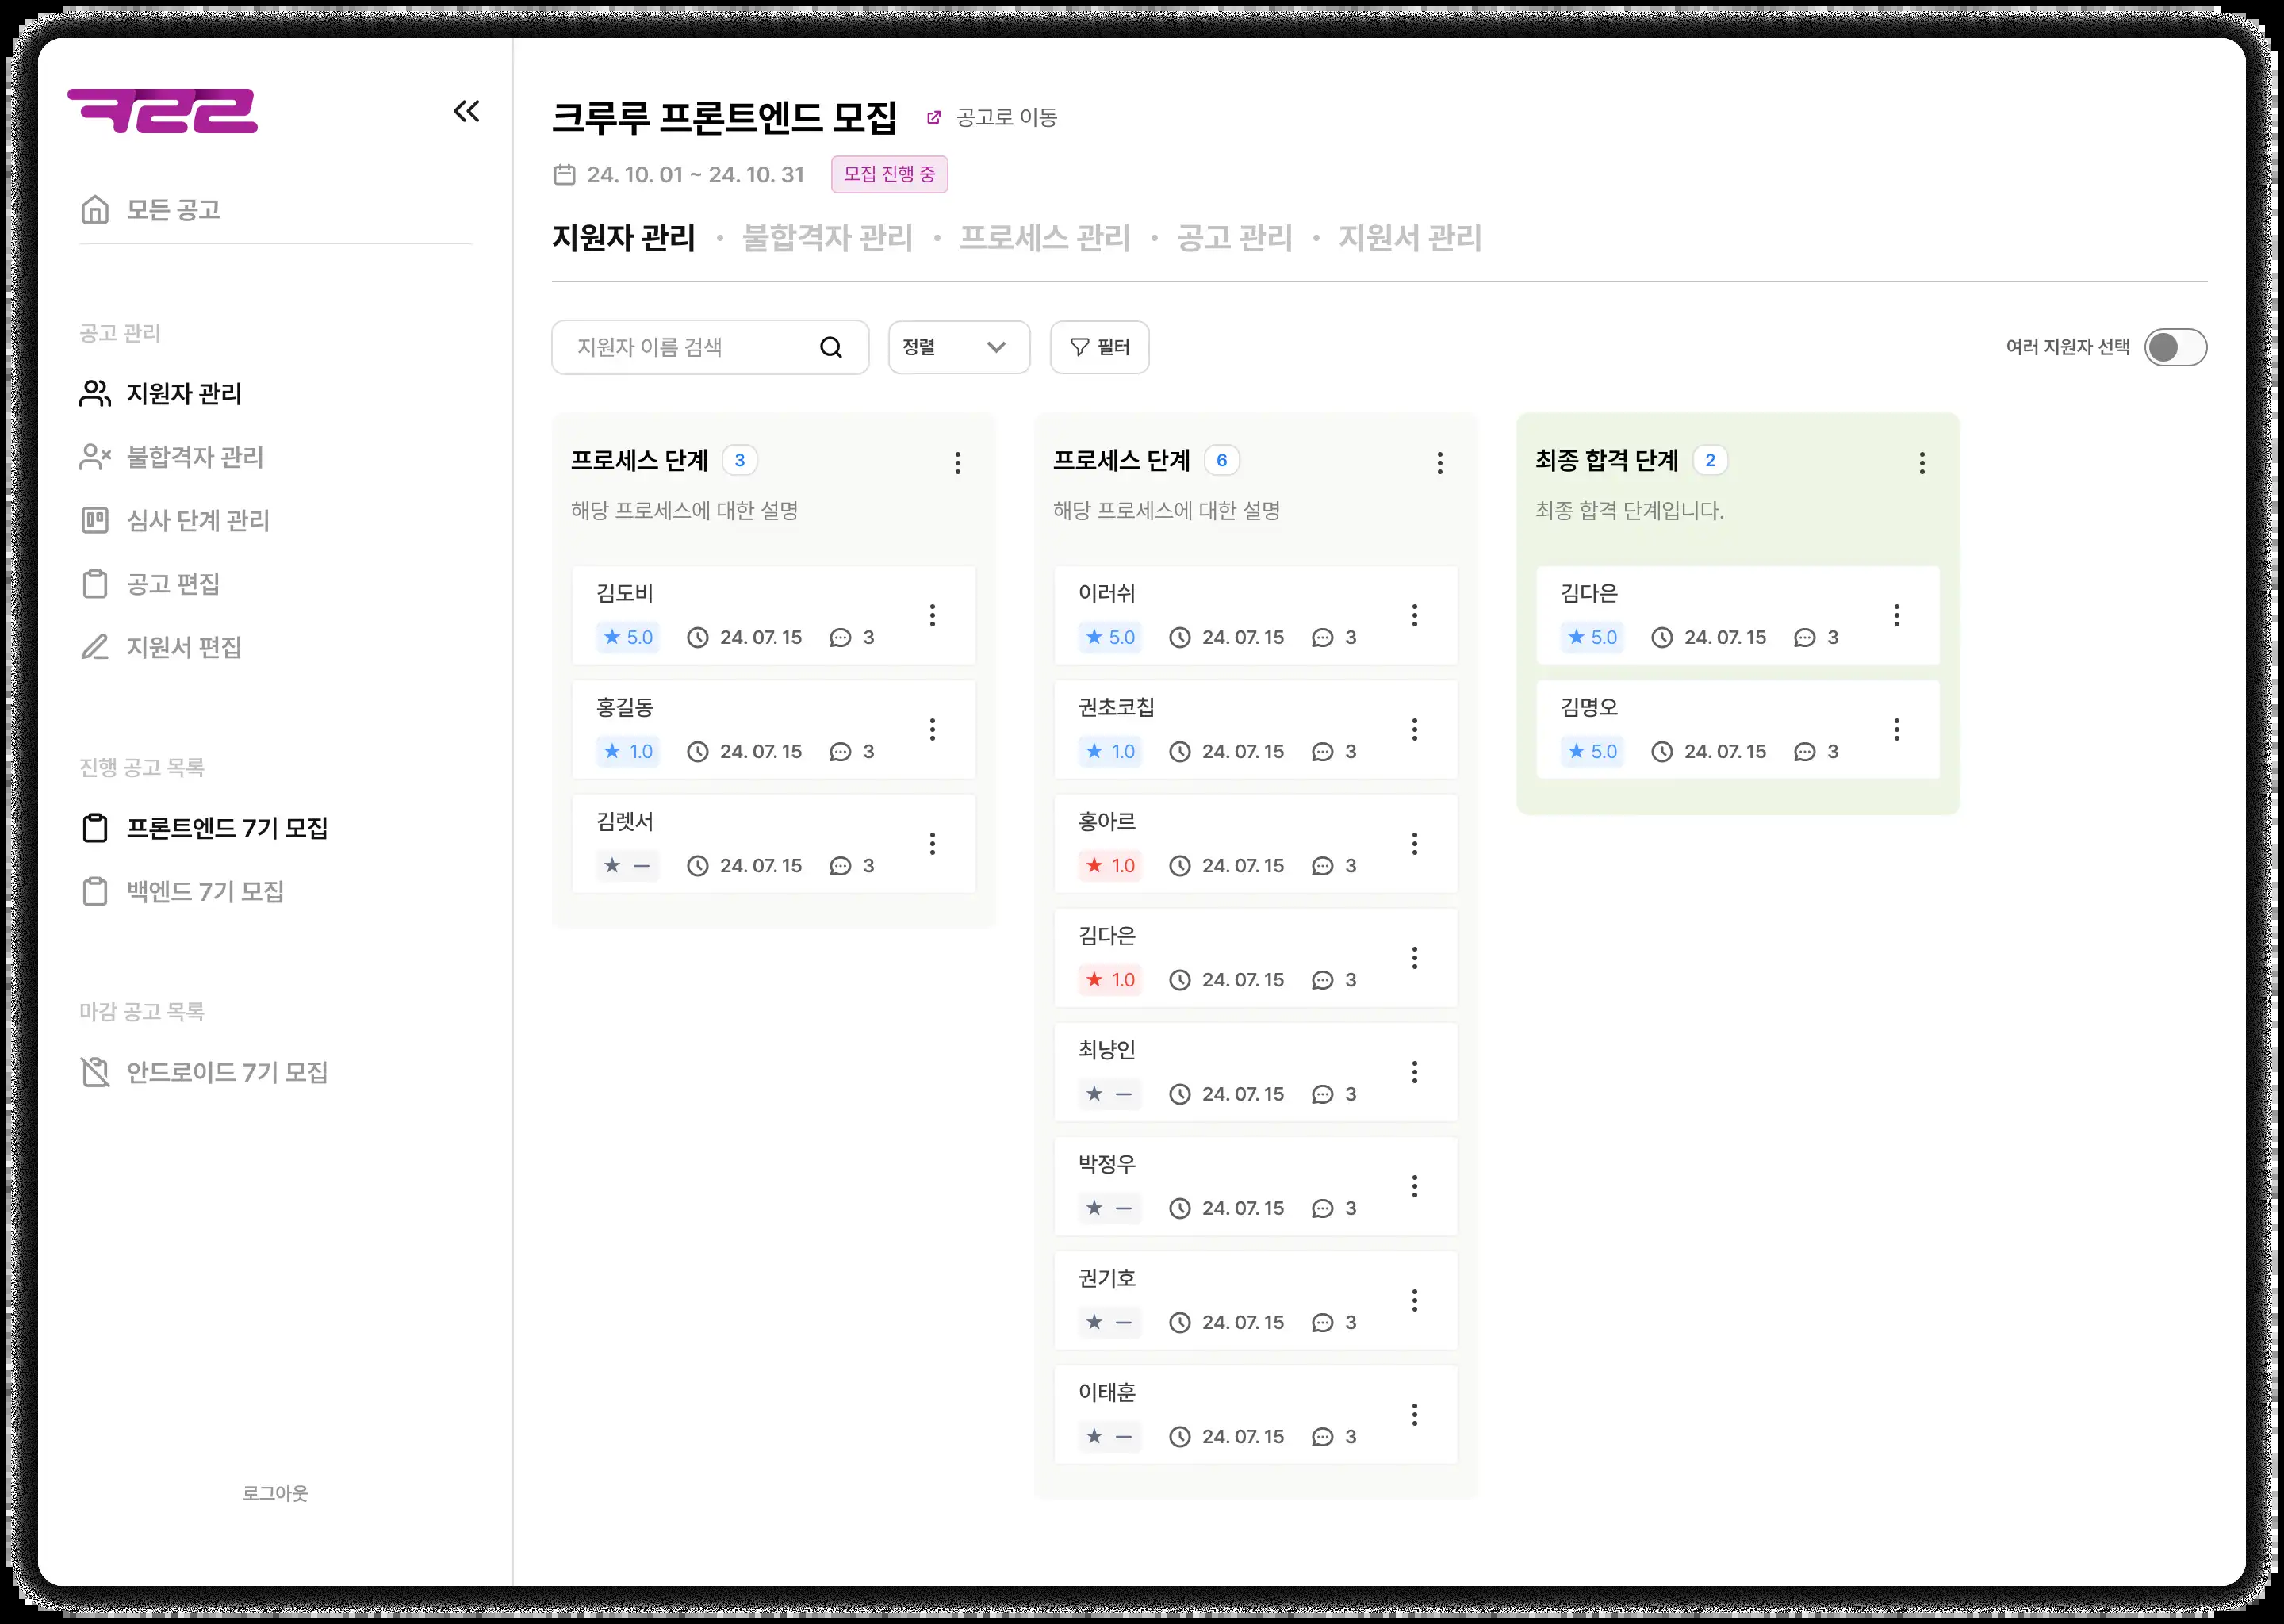 크루루
모든 공고
공고 관리
지원자 관리
불합격자 관리
심사 단계 관리
공고 편집
지원서 편집
진행 공고 목록
프론트엔드 7기 모집
백엔드 7기 모집
마감 공고 목록
안드로이드 7기 모집
로그아웃
크루루 프론트엔드 모집 공고로 이동
24. 10. 01 ~ 24. 10. 31 모집 진행 중
지원자 관리 • 불합격자 관리 • 프로세스 관리 • 공고 관리 • 지원서 관리
지원자 이름 검색 정렬 필터 여러 지원자 선택
프로세스 단계 3
해당 프로세스에 대한 설명
김도비
★ 5.0 24. 07. 15 3
홍길동
★ 1.0 24. 07. 15 3
김렛서
★ — 24. 07. 15 3
프로세스 단계 6
해당 프로세스에 대한 설명
이러쉬
★ 5.0 24. 07. 15 3
권초코칩
★ 1.0 24. 07. 15 3
홍아르
★ 1.0 24. 07. 15 3
김다은
★ 1.0 24. 07. 15 3
최냥인
★ — 24. 07. 15 3
박정우
★ — 24. 07. 15 3
권기호
★ — 24. 07. 15 3
이태훈
★ — 24. 07. 15 3
최종 합격 단계 2
최종 합격 단계입니다.
김다은
★ 5.0 24. 07. 15 3
김명오
★ 5.0 24. 07. 15 3